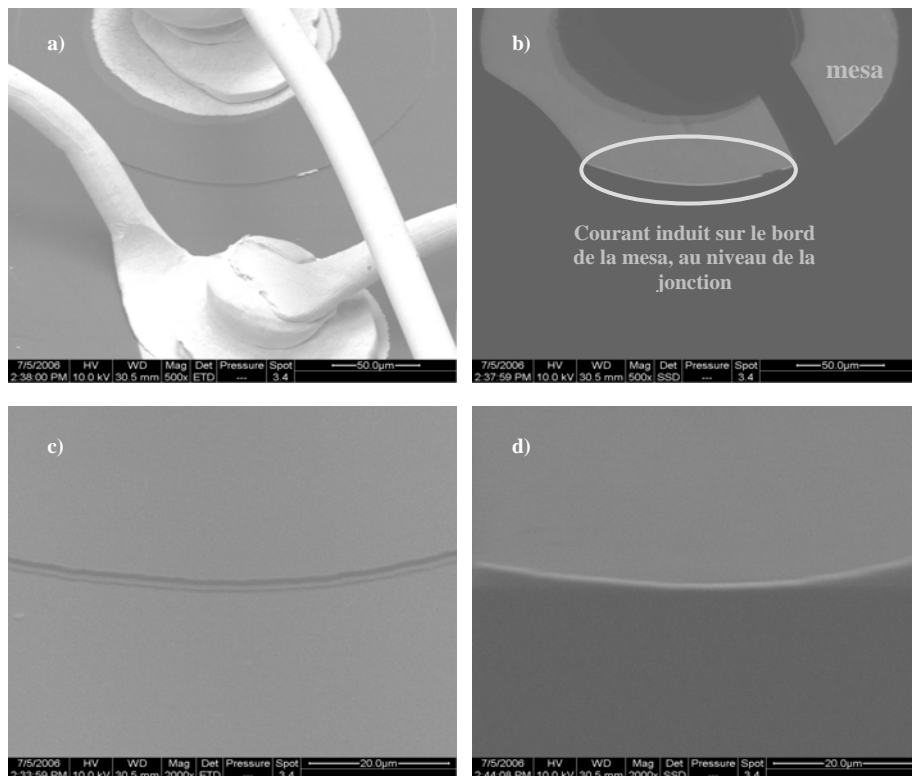 a)
7/5/2006 HV WD Mag Det Pressure Spot ─50.0µm─
2:38:00 PM 10.0 kV 30.5 mm 500x ETD --- 3.4
b)
mesa
Courant induit sur le bord
de la mesa, au niveau de la
jonction
7/5/2006 HV WD Mag Det Pressure Spot ─50.0µm─
2:37:59 PM 10.0 kV 30.5 mm 500x SSD --- 3.4
c)
7/5/2006 HV WD Mag Det Pressure Spot ─20.0µm─
2:33:59 PM 10.0 kV 30.5 mm 2000x ETD --- 3.4
d)
7/5/2006 HV WD Mag Det Pressure Spot ─20.0µm─
2:44:08 PM 10.0 kV 30.5 mm 2000x SSD --- 3.4